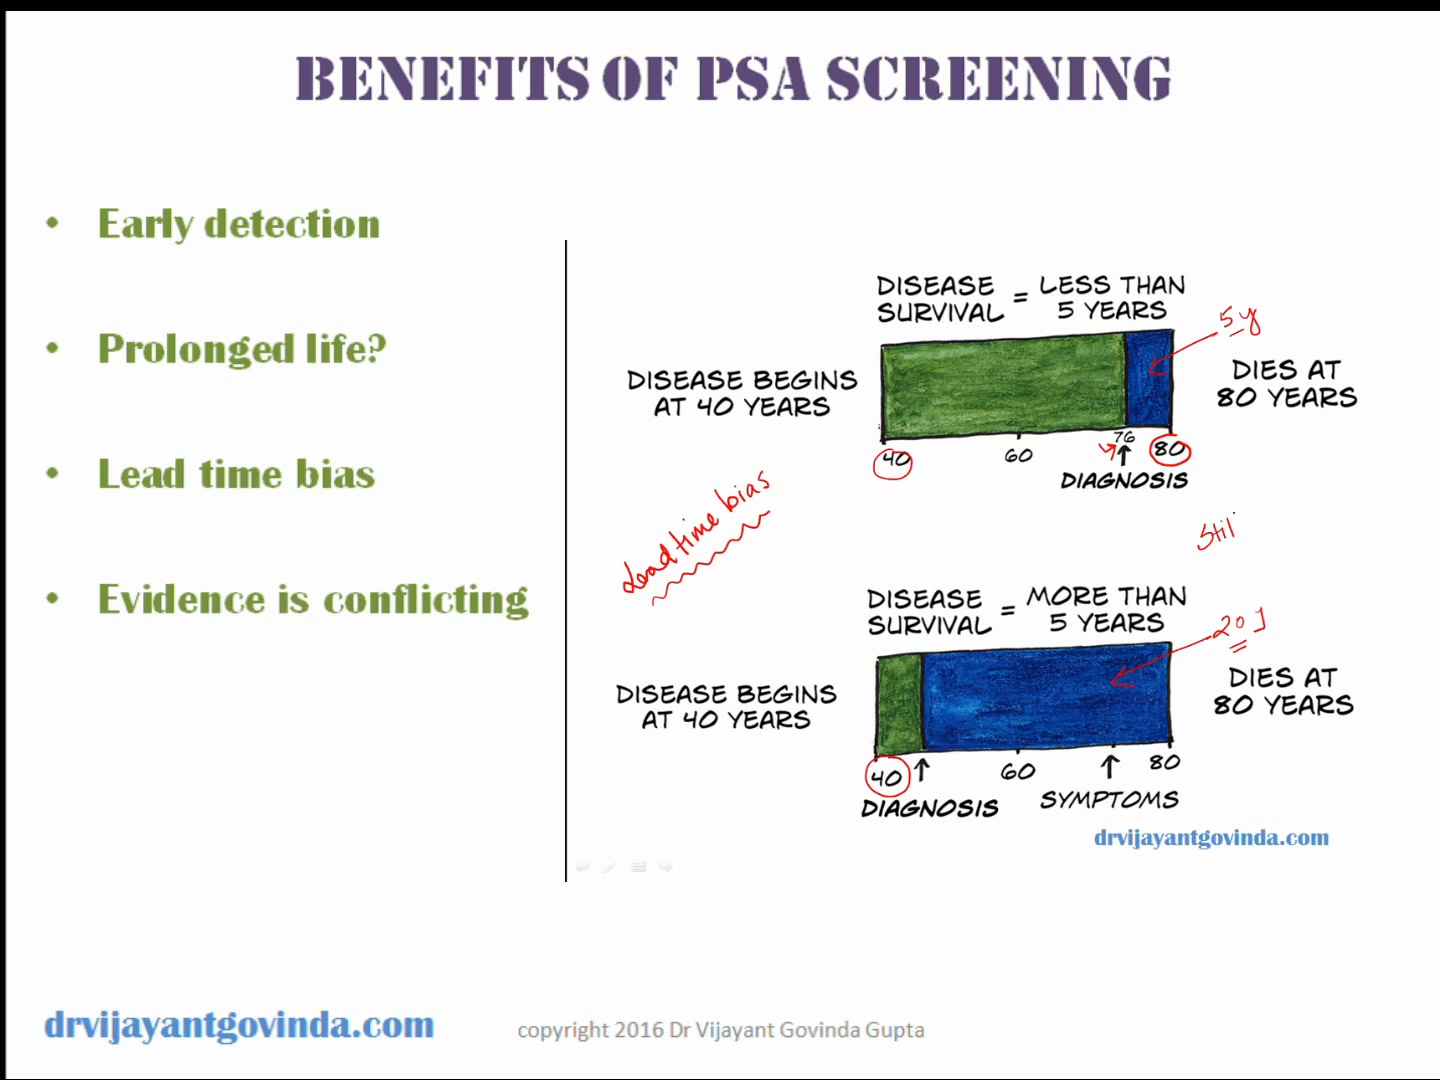 BENEFITS OF PSA SCREENING
• Early detection
• Prolonged life?
• Lead time bias
• Evidence is conflicting
DISEASE SURVIVAL = LESS THAN 5 YEARS
5y
DISEASE BEGINS
AT 40 YEARS
DIES AT
80 YEARS
76
40
60
80
DIAGNOSIS
Lead time bias
Stil
DISEASE SURVIVAL = MORE THAN 5 YEARS
20
DISEASE BEGINS
AT 40 YEARS
DIES AT
80 YEARS
40
60
80
DIAGNOSIS
SYMPTOMS
drvijayantgovinda.com
drvijayantgovinda.com
copyright 2016 Dr Vijayant Govinda Gupta